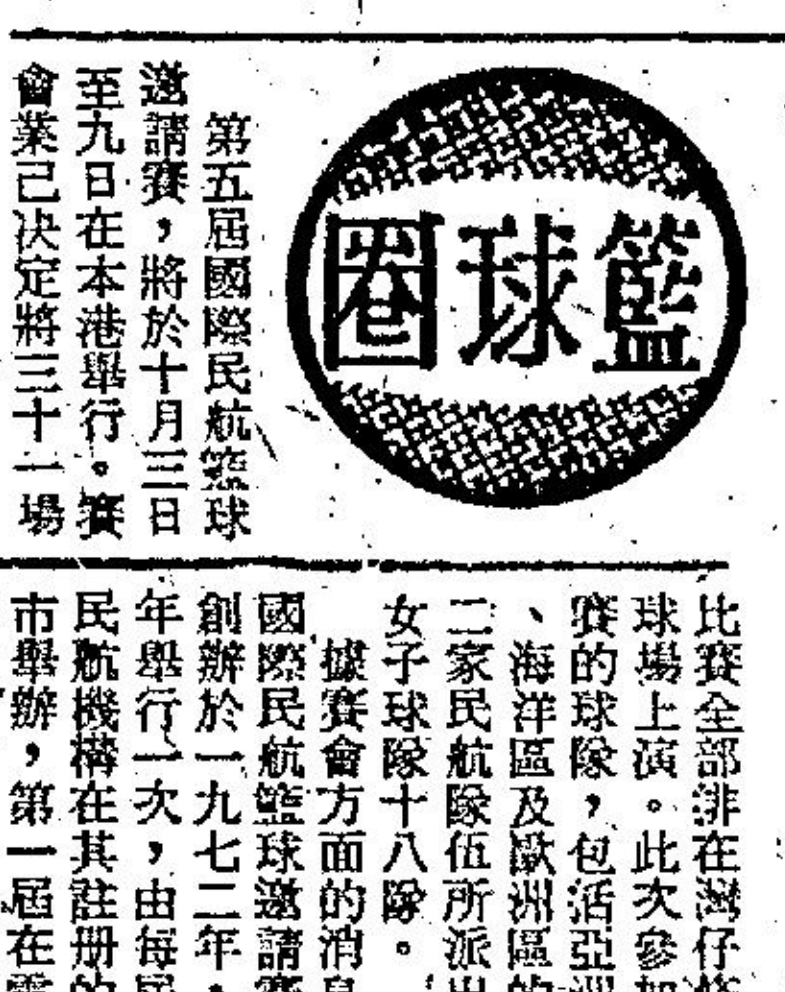 籃球圈
第五屆國際民航籃球
邀請賽，將於十月三日
至九日在本港舉行。賽
會業已決定將三十一場
比賽全部排在灣仔修
球場上演。此次參加
賽的球隊，包活亞洲
、海洋區及歐洲區的
二家民航隊伍所派出
女子球隊十八隊。
據賽會方面的消息
國際民航籃球邀請賽
創辦於一九七二年，
年舉行一次，由每屆
民航機構在其註册的
市舉辦，第一屆在